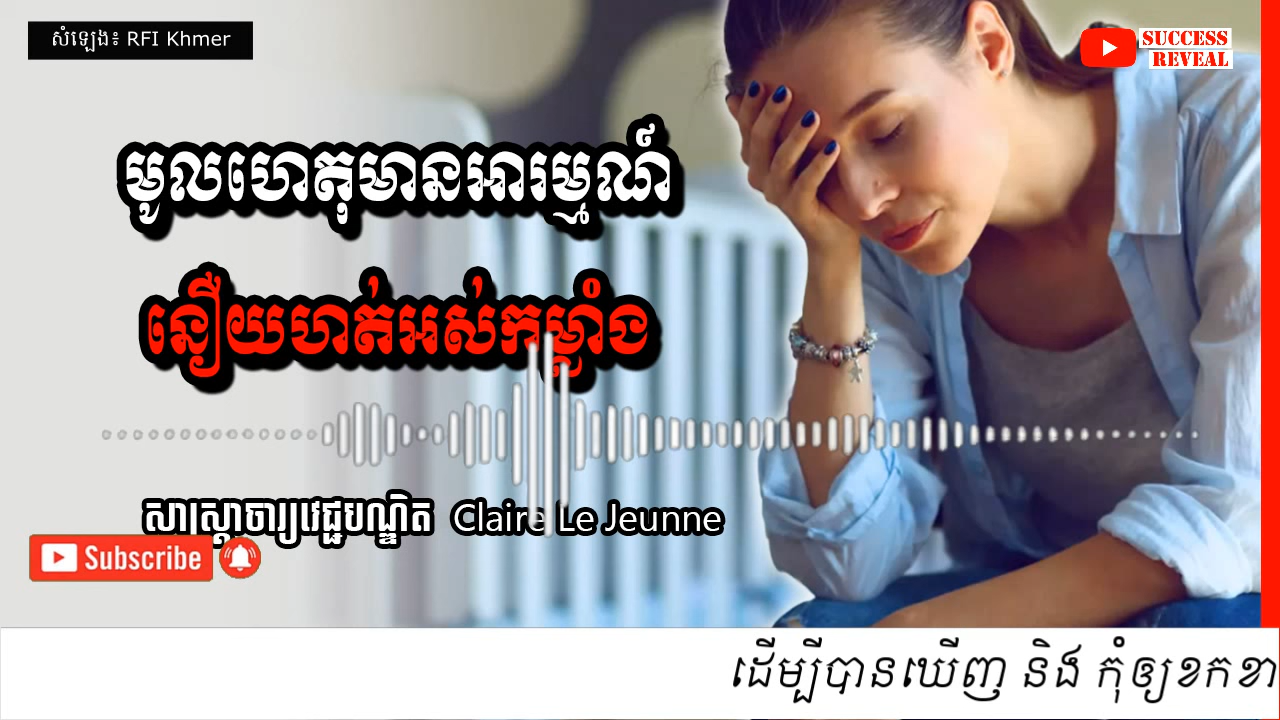 សំឡេង៖ RFI Khmer
SUCCESS
REVEAL
មូលហេតុមានអារម្មណ៍
នឿយហត់អស់កម្លាំង
សាស្ត្រាចារ្យវេជ្ជបណ្ឌិត Claire Le Jeunne
Subscribe
ដើម្បីបានឃើញ និង កុំឲ្យខកខា